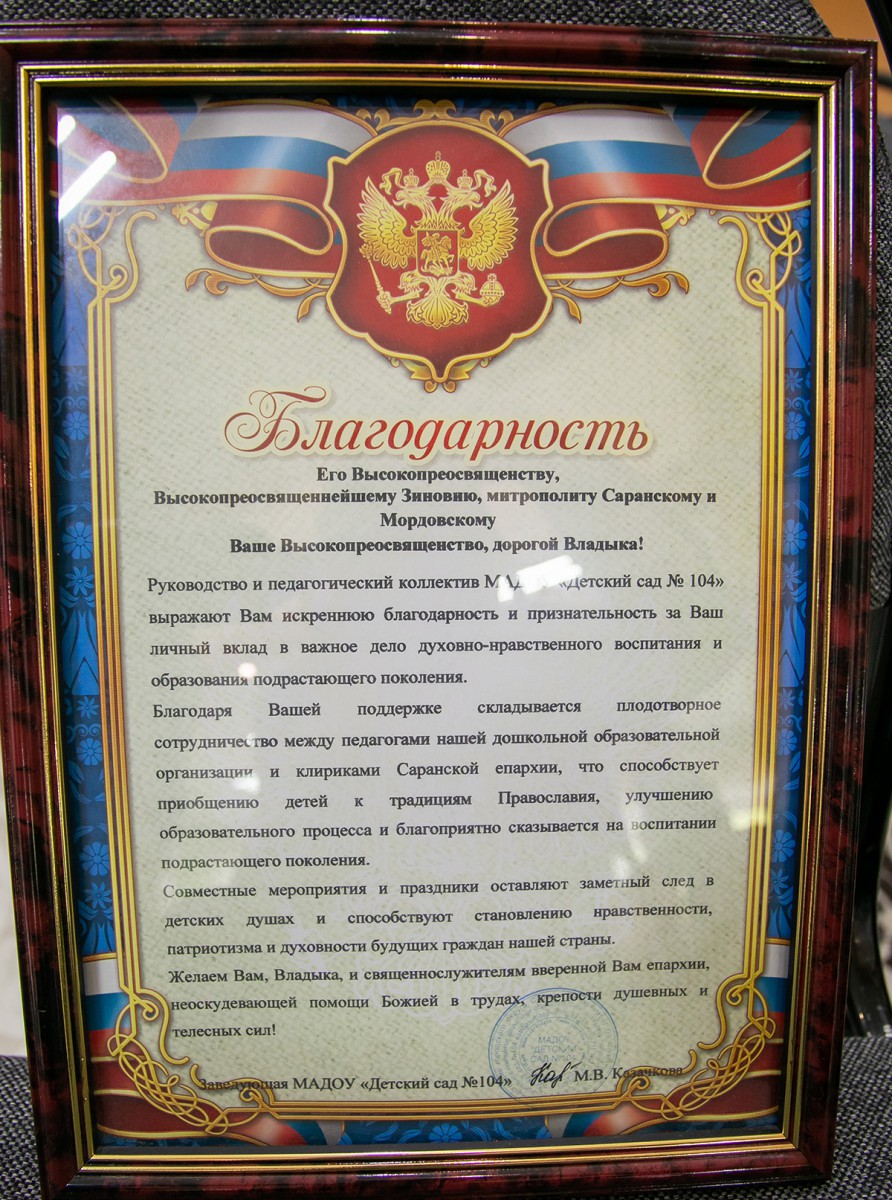 Благодарность
Его Высокопреосвященству,
Высокопреосвященнейшему Зиновию, митрополиту Саранскому и
Мордовскому
Ваше Высокопреосвященство, дорогой Владыка!
Руководство и педагогический коллектив «Детский сад № 104»
выражают Вам искреннюю благодарность и признательность за Ваш
личный вклад в важное дело духовно-нравственного воспитания и
образования подрастающего поколения.
Благодаря Вашей поддержке складывается плодотворное
сотрудничество между педагогами нашей дошкольной образовательной
организации и клириками Саранской епархии, что способствует
приобщению детей к традициям Православия, улучшению
образовательного процесса и благоприятно сказывается на воспитании
подрастающего поколения.
Совместные мероприятия и праздники оставляют заметный след в
детских душах и способствуют становлению нравственности,
патриотизма и духовности будущих граждан нашей страны.
Желаем Вам, Владыка, и священнослужителям вверенной Вам епархии,
неоскудевающей помощи Божией в трудах, крепости душевных и
телесных сил!
МАДОУ
"ДЕТСКИЙ
Заведующая МАДОУ «Детский сад №104» М.В. Казачкова